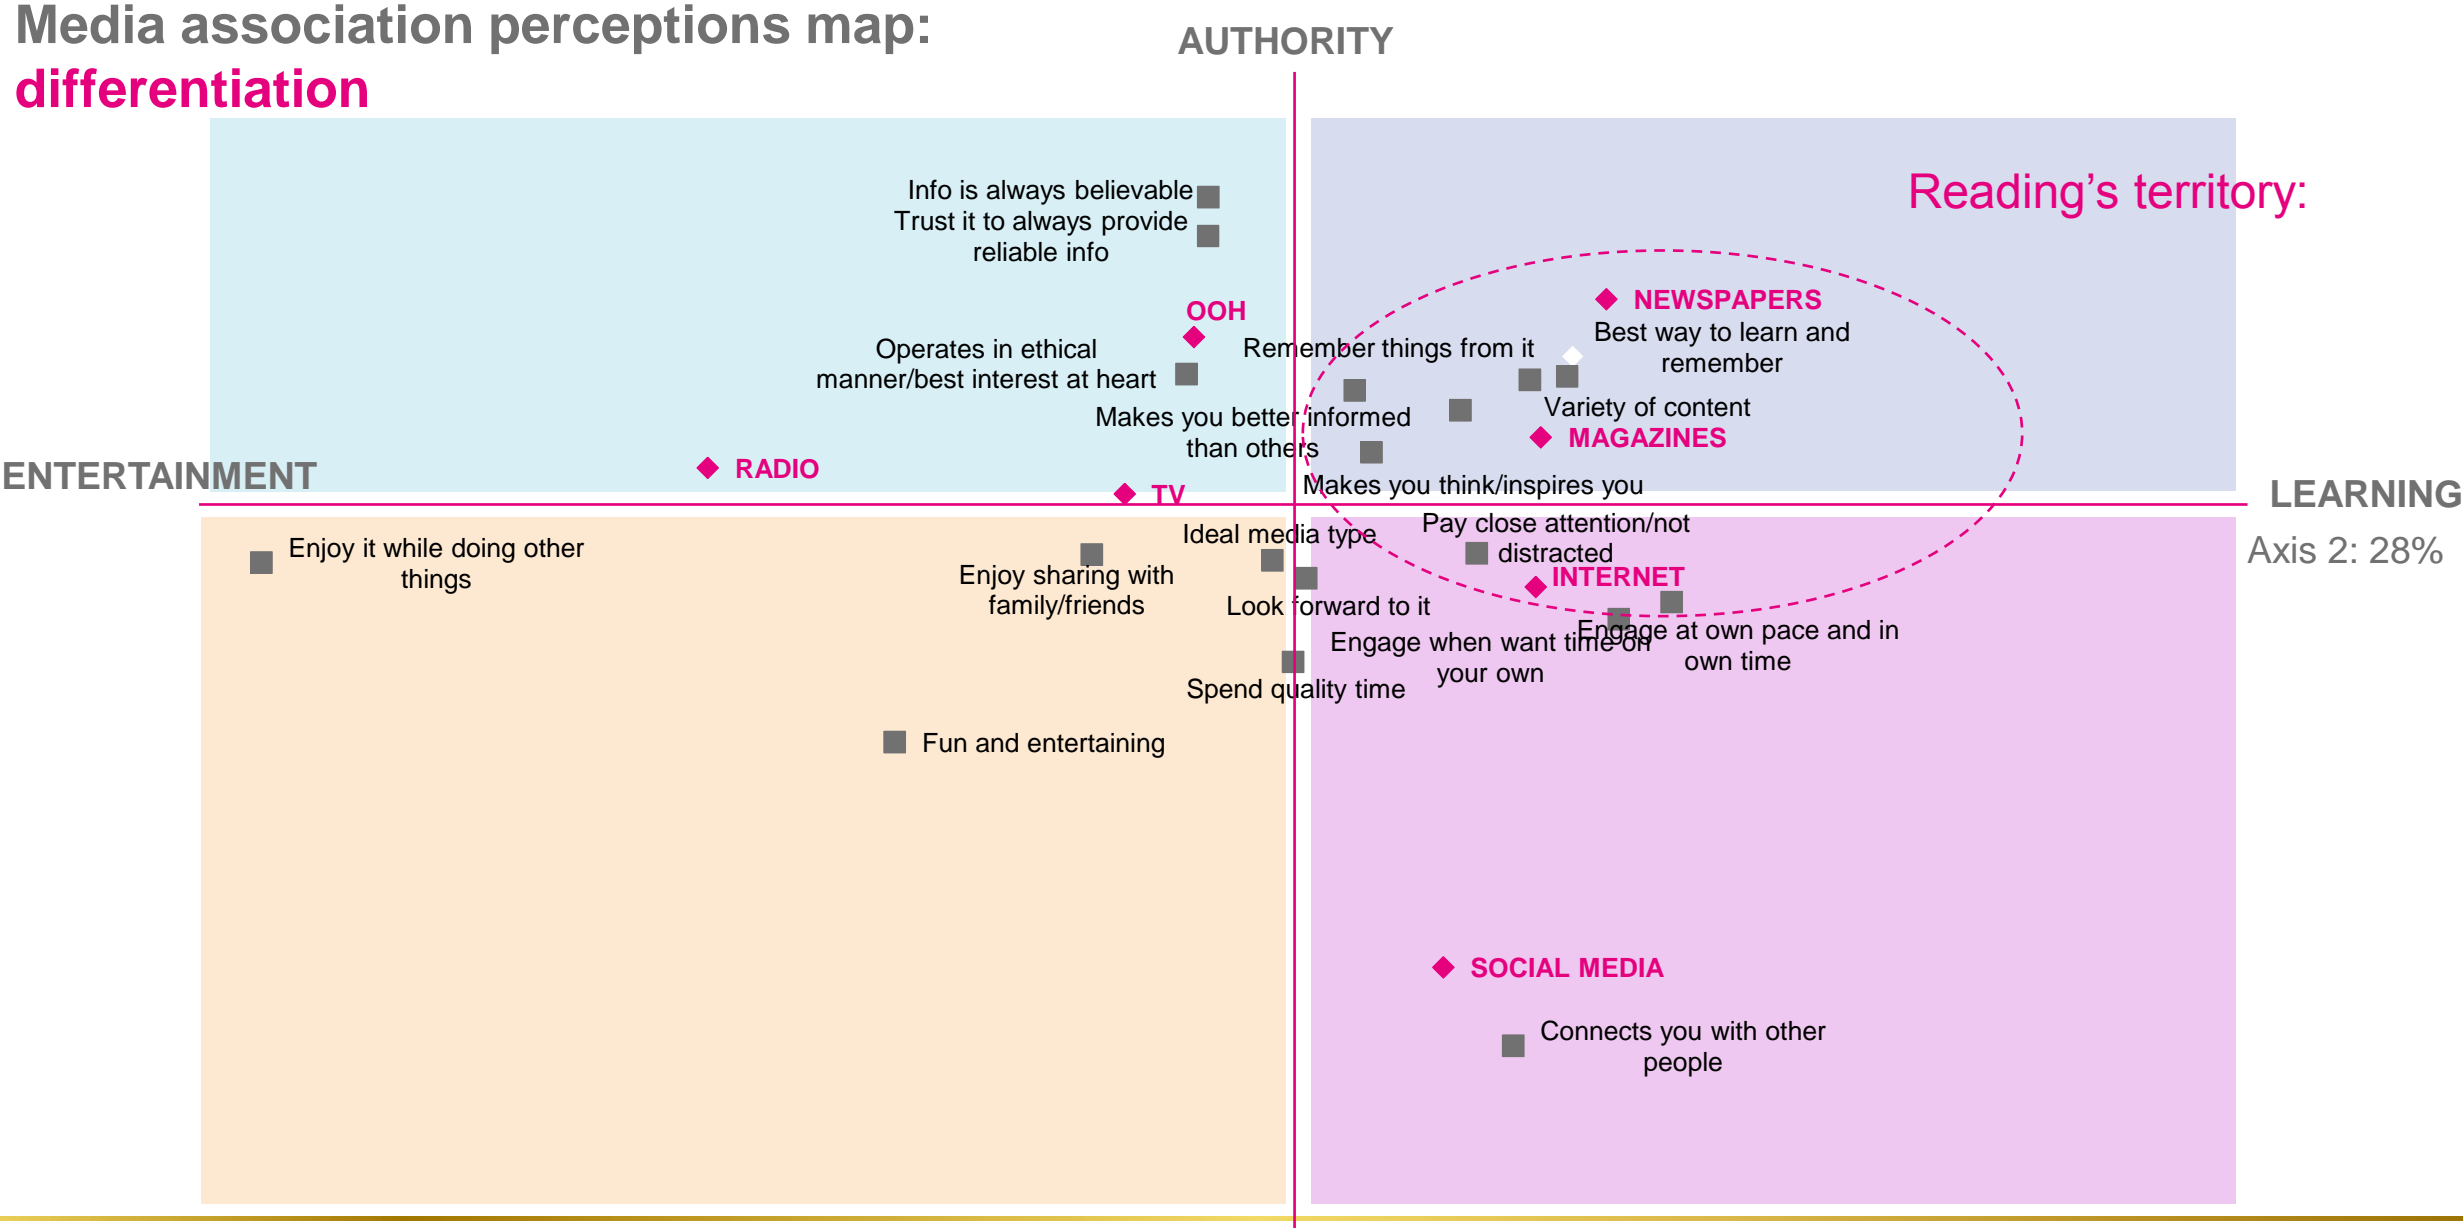 Media association perceptions map:
differentiation
AUTHORITY
Reading’s territory:
Info is always believable
Trust it to always provide
reliable info
OOH
NEWSPAPERS
Best way to learn and
remember
Operates in ethical
manner/best interest at heart
Remember things from it
Makes you better informed
than others
Variety of content
MAGAZINES
ENTERTAINMENT
RADIO
TV
Makes you think/inspires you
LEARNING
Axis 2: 28%
Enjoy it while doing other
things
Ideal media type
Pay close attention/not
distracted
Enjoy sharing with
family/friends
INTERNET
Look forward to it
Engage when want time on
your own
Engage at own pace and in
own time
Spend quality time
Fun and entertaining
SOCIAL MEDIA
Connects you with other
people